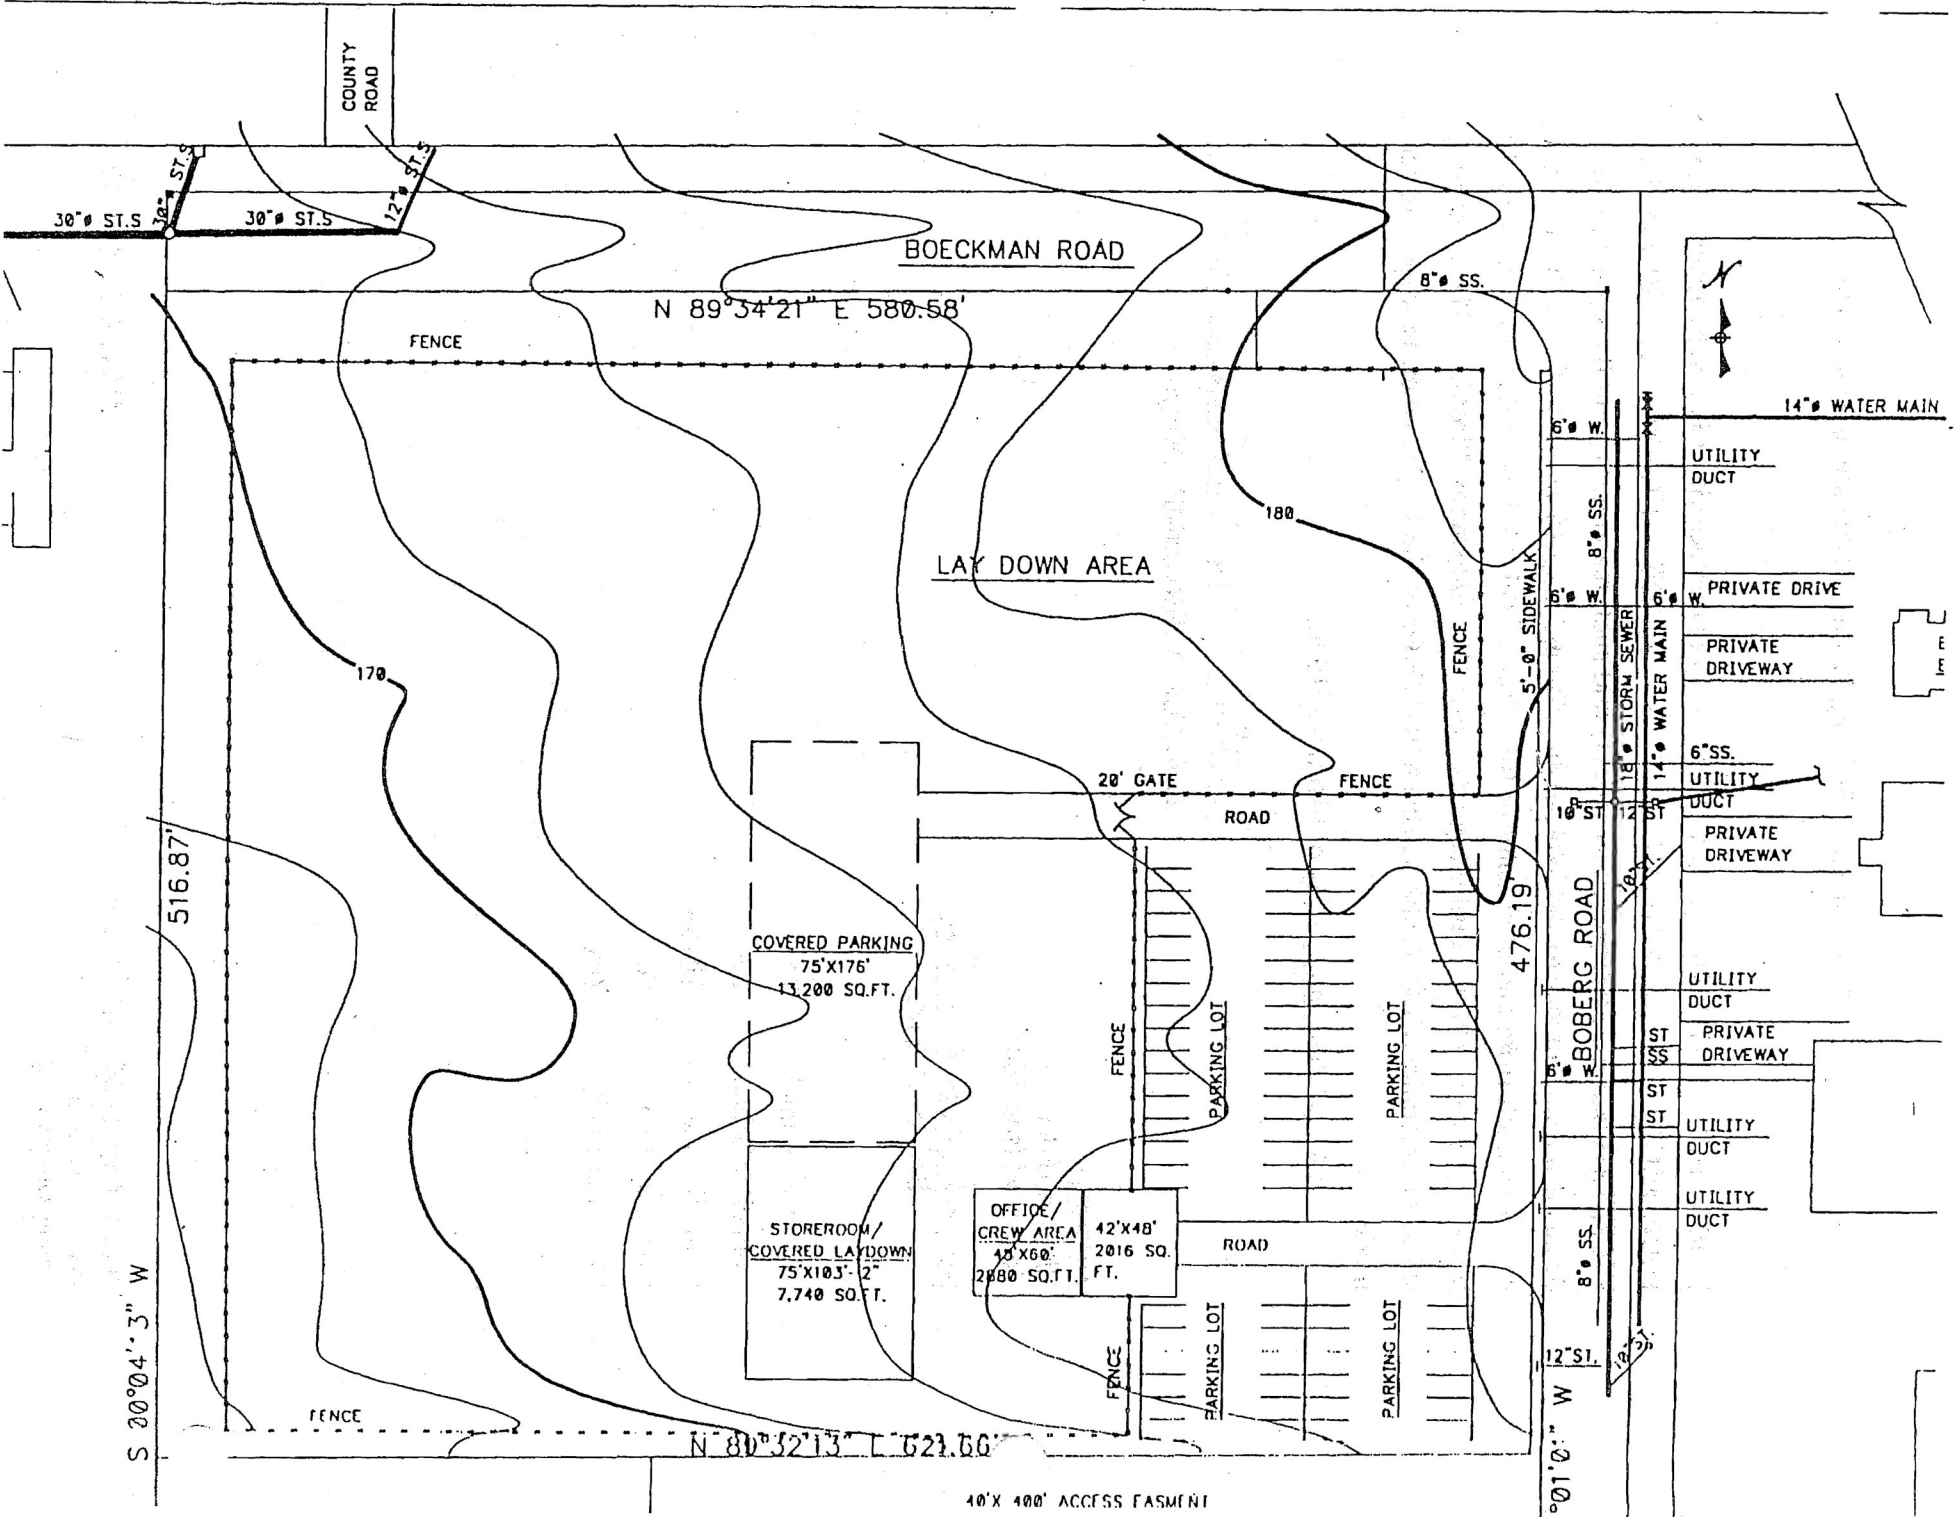 COUNTY
ROAD
30"ø ST.S
30"ø ST.S
30"ø ST.S
12"ø ST.S
BOECKMAN ROAD
N 89°34'21" E 580.58'
8"ø SS.
FENCE
14"ø WATER MAIN
6"ø W.
UTILITY
DUCT
8"ø SS.
180
LAY DOWN AREA
FENCE
5'-0" SIDEWALK
6"ø W.
6"ø W.
PRIVATE DRIVE
18"ø STORM SEWER
14"ø WATER MAIN
PRIVATE
DRIVEWAY
170
6"SS.
UTILITY
DUCT
20' GATE
FENCE
ROAD
10"ST
12"ST
PRIVATE
DRIVEWAY
10"ST.
516.87'
476.19'
BOBERG ROAD
COVERED PARKING
75'X176'
13,200 SQ.FT.
FENCE
PARKING LOT
PARKING LOT
UTILITY
DUCT
ST
SS
PRIVATE
DRIVEWAY
6"ø W.
ST
ST
UTILITY
DUCT
UTILITY
DUCT
STOREROOM/
COVERED LAYDOWN
75'X103'-2"
7,740 SQ.FT.
OFFICE/
CREW AREA
48'X60'
2880 SQ.FT.
42'X48'
2016 SQ.
FT.
ROAD
8"ø SS.
FENCE
PARKING LOT
PARKING LOT
12"ST.
10"ST.
FENCE
40'X 400' ACCESS EASMENT